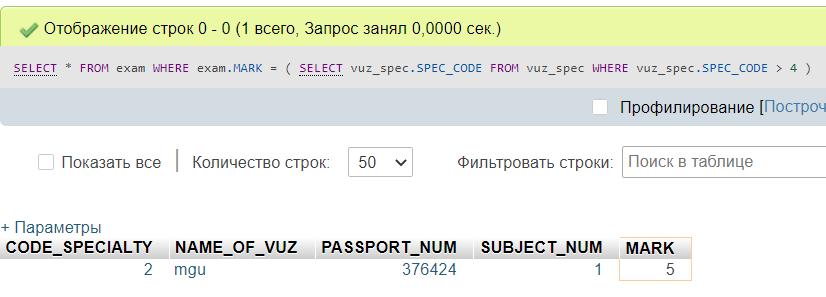 Отображение строк 0 - 0 (1 всего, Запрос занял 0,0000 сек.)
SELECT * FROM exam WHERE exam.MARK = ( SELECT vuz_spec.SPEC_CODE FROM vuz_spec WHERE vuz_spec.SPEC_CODE > 4 )
Профилирование [Построч
Показать все | Количество строк: 50 Фильтровать строки: Поиск в таблице
+ Параметры
CODE_SPECIALTY NAME_OF_VUZ PASSPORT_NUM SUBJECT_NUM MARK
2 mgu 376424 1 5